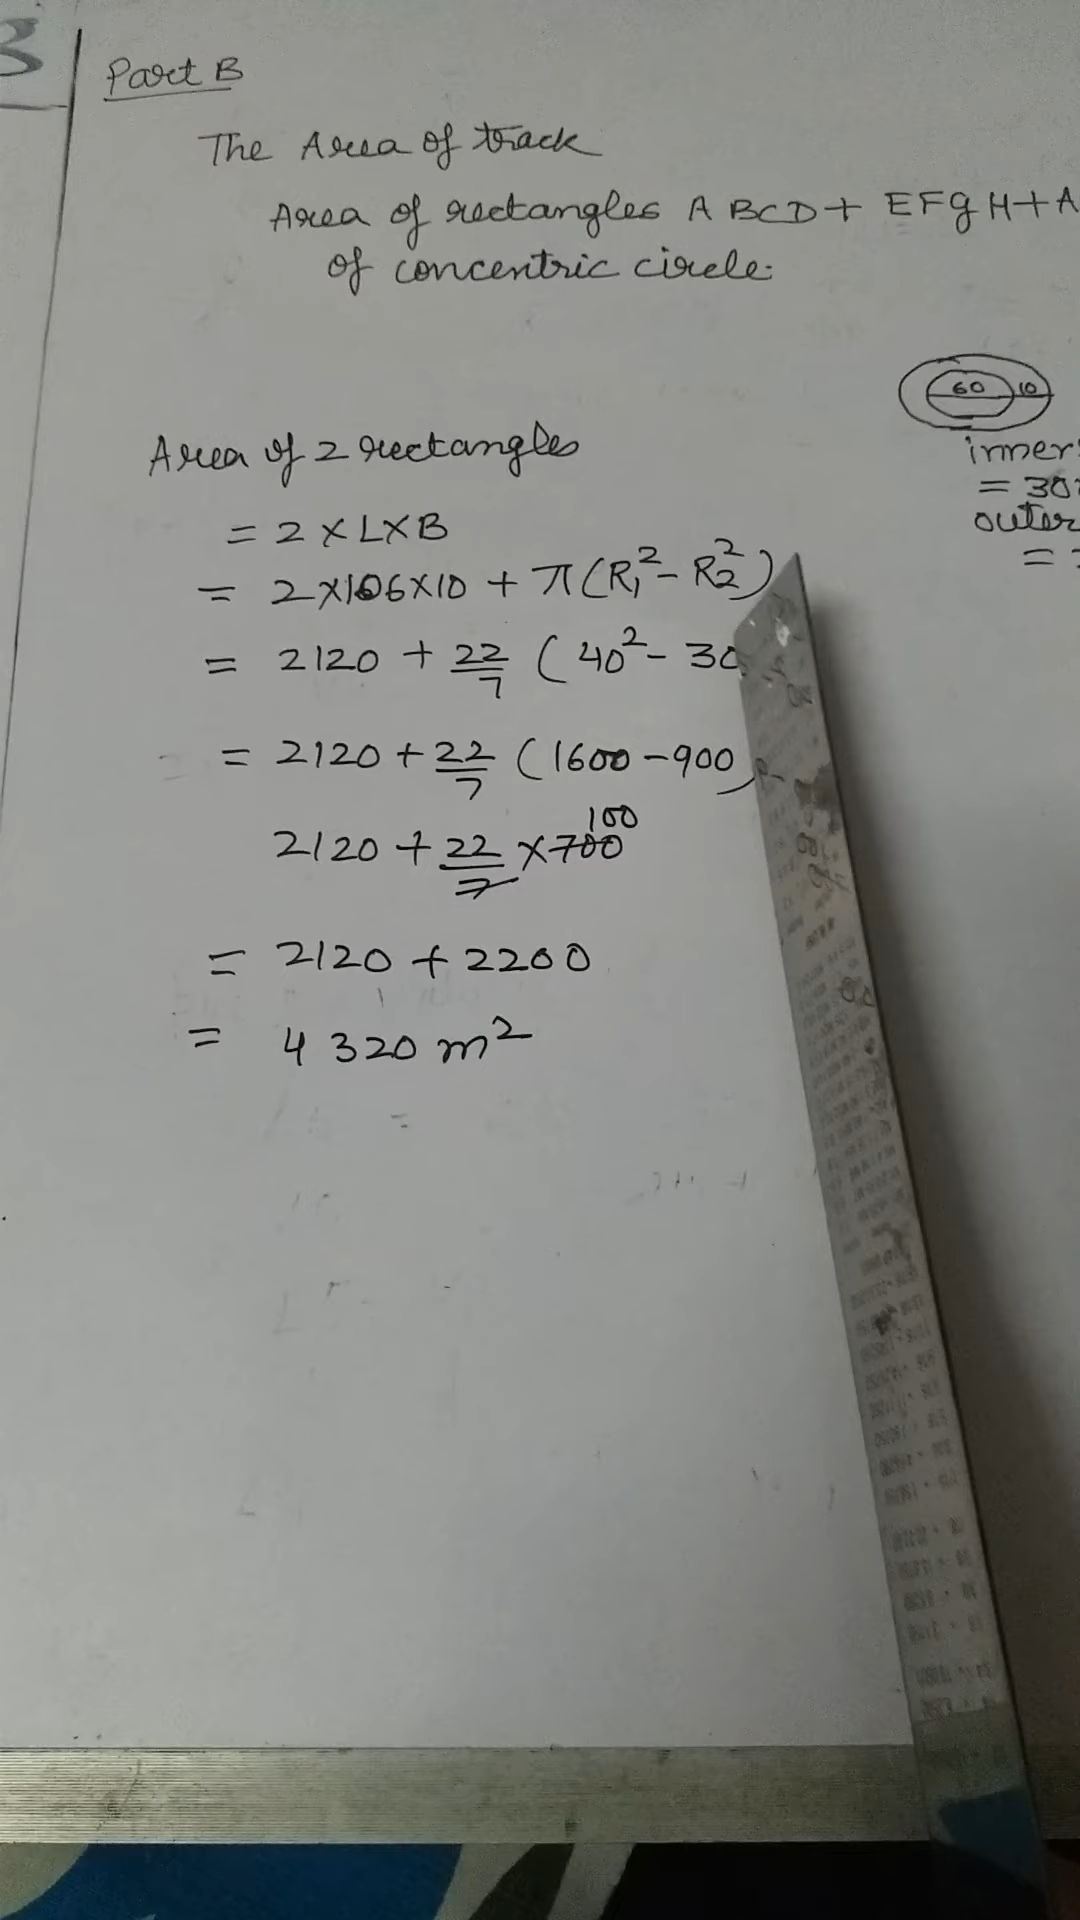 3
Part B
The Area of track
Area of rectangles ABCD + EFgH + A
of concentric circle.
60 10
inner
= 30
outer
=
Area of 2 rectangles
= 2 × L × B
= 2×106×10 + π(R₁² - R₂²)
= 2120 + 22/7 (40² - 30
= 2120 + 22/7 (1600 - 900)
100
2120 + 22/7 × 700
= 2120 + 2200
= 4320 m²